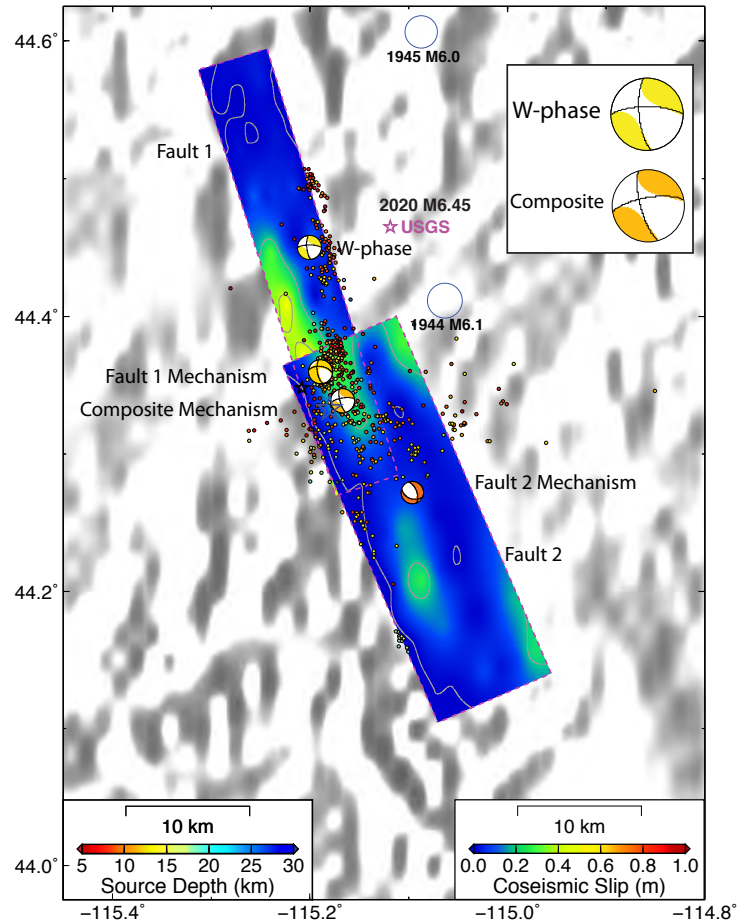 44.6°
44.4°
44.2°
44.0°
−115.4°
−115.2°
−115.0°
−114.8°
1945 M6.0
W-phase
Composite
Fault 1
2020 M6.45
☆USGS
W-phase
1944 M6.1
Fault 1 Mechanism
Composite Mechanism
Fault 2 Mechanism
Fault 2
10 km
5 10 15 20 25 30
Source Depth (km)
10 km
0.0 0.2 0.4 0.6 0.8 1.0
Coseismic Slip (m)